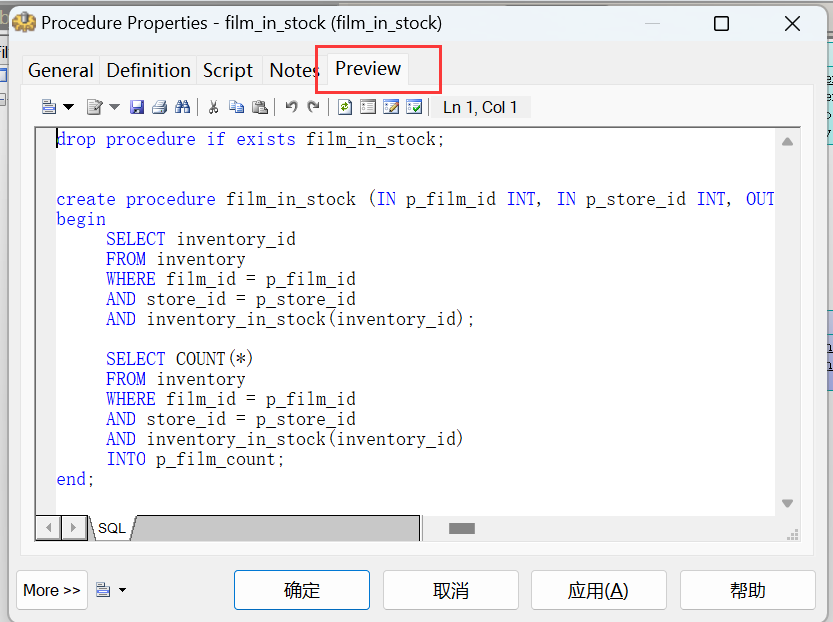 Procedure Properties - film_in_stock (film_in_stock)
General Definition Script Notes Preview
Ln 1, Col 1
drop procedure if exists film_in_stock;
create procedure film_in_stock (IN p_film_id INT, IN p_store_id INT, OUT
begin
SELECT inventory_id
FROM inventory
WHERE film_id = p_film_id
AND store_id = p_store_id
AND inventory_in_stock(inventory_id);
SELECT COUNT(*)
FROM inventory
WHERE film_id = p_film_id
AND store_id = p_store_id
AND inventory_in_stock(inventory_id)
INTO p_film_count;
end;
SQL
More >> 确定 取消 应用(A) 帮助